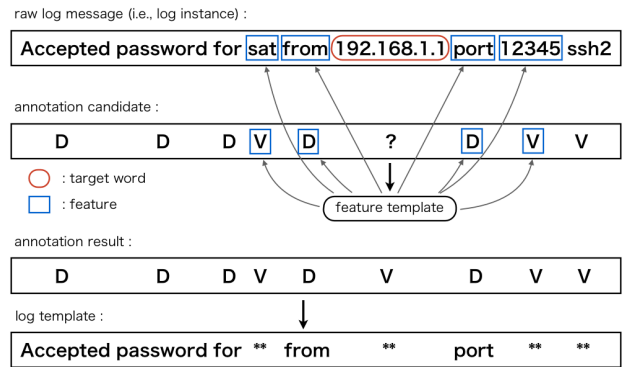 raw log message (i.e., log instance) :
Accepted password for sat from 192.168.1.1 port 12345 ssh2
annotation candidate :
D D D V D ? D V V
: target word
: feature
feature template
annotation result :
D D D V D V D V V
log template :
Accepted password for ** from ** port ** **